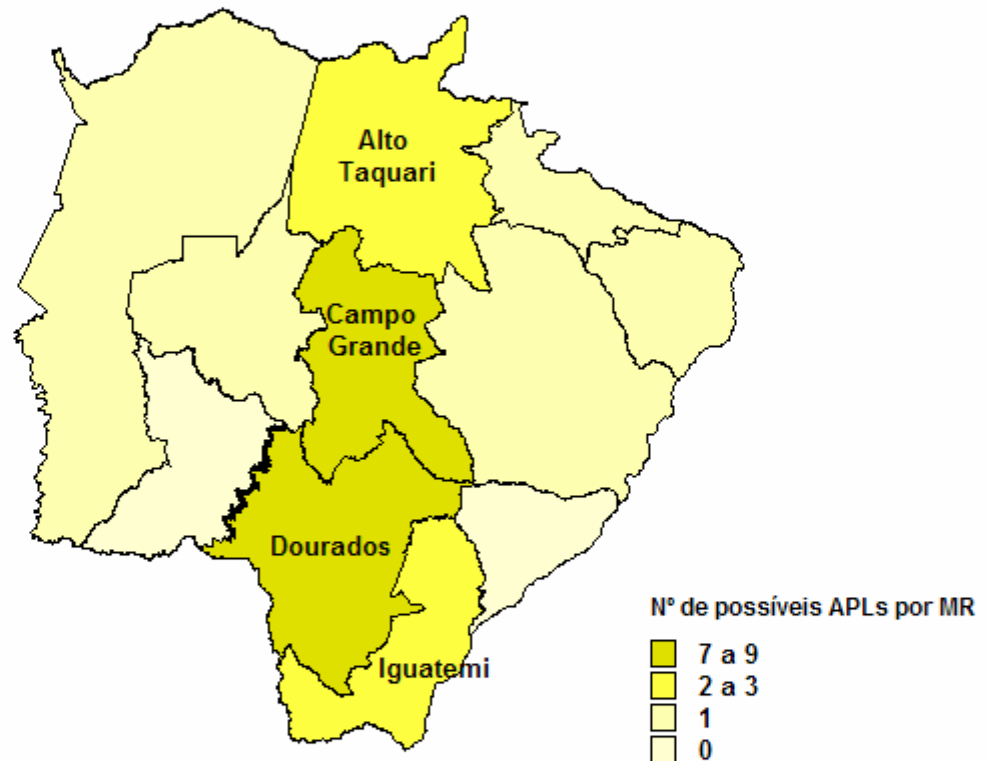 Alto
Taquari
Campo
Grande
Dourados
Iguatemi
Nº de possíveis APLs por MR
7 a 9
2 a 3
1
0